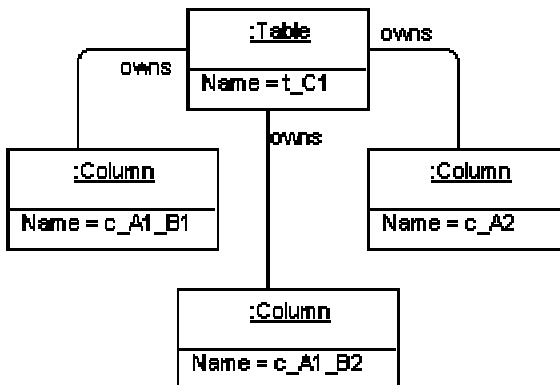 :Table
owns
owns
Name = t_C1
owns
:Column
Name = c_A1_B1
:Column
Name = c_A2
:Column
Name = c_A1_B2